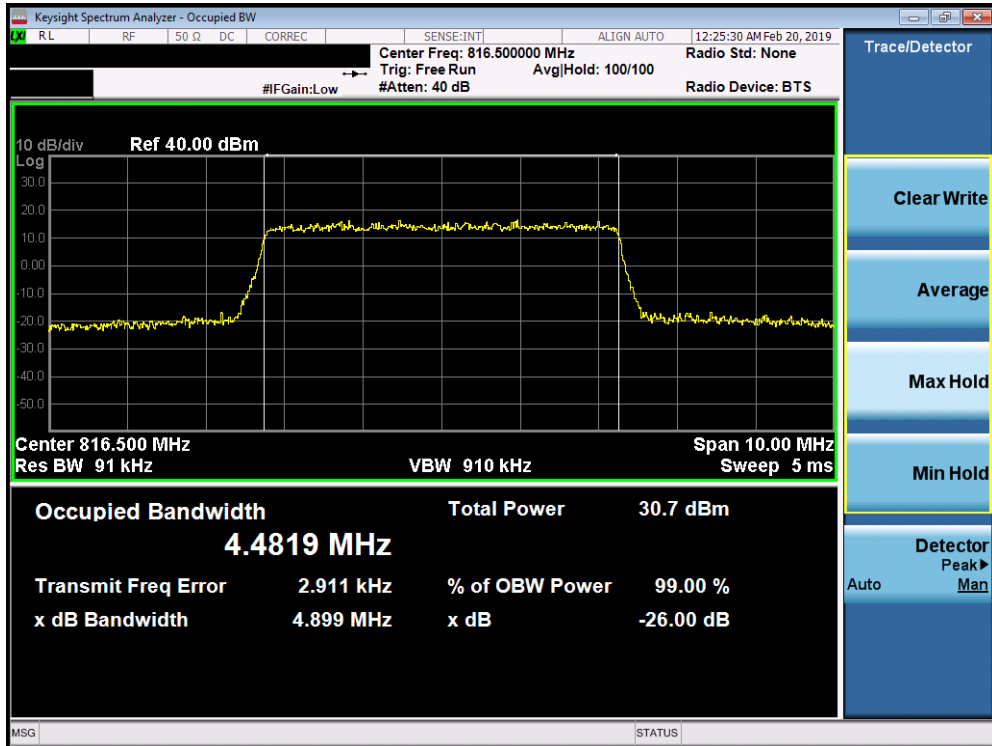 Keysight Spectrum Analyzer - Occupied BW
LXI RL RF 50 Ω DC CORREC SENSE:INT ALIGN AUTO 12:25:30 AM Feb 20, 2019
Center Freq: 816.500000 MHz Radio Std: None
Trig: Free Run Avg|Hold: 100/100
#IFGain:Low #Atten: 40 dB Radio Device: BTS
Trace/Detector
10 dB/div Ref 40.00 dBm
Log
30.0
20.0
10.0
0.00
-10.0
-20.0
-30.0
-40.0
-50.0
Center 816.500 MHz Span 10.00 MHz
Res BW 91 kHz VBW 910 kHz Sweep 5 ms
Occupied Bandwidth Total Power 30.7 dBm
4.4819 MHz
Transmit Freq Error 2.911 kHz % of OBW Power 99.00 %
x dB Bandwidth 4.899 MHz x dB -26.00 dB
Clear Write
Average
Max Hold
Min Hold
Detector
Peak▶
Auto Man
MSG STATUS